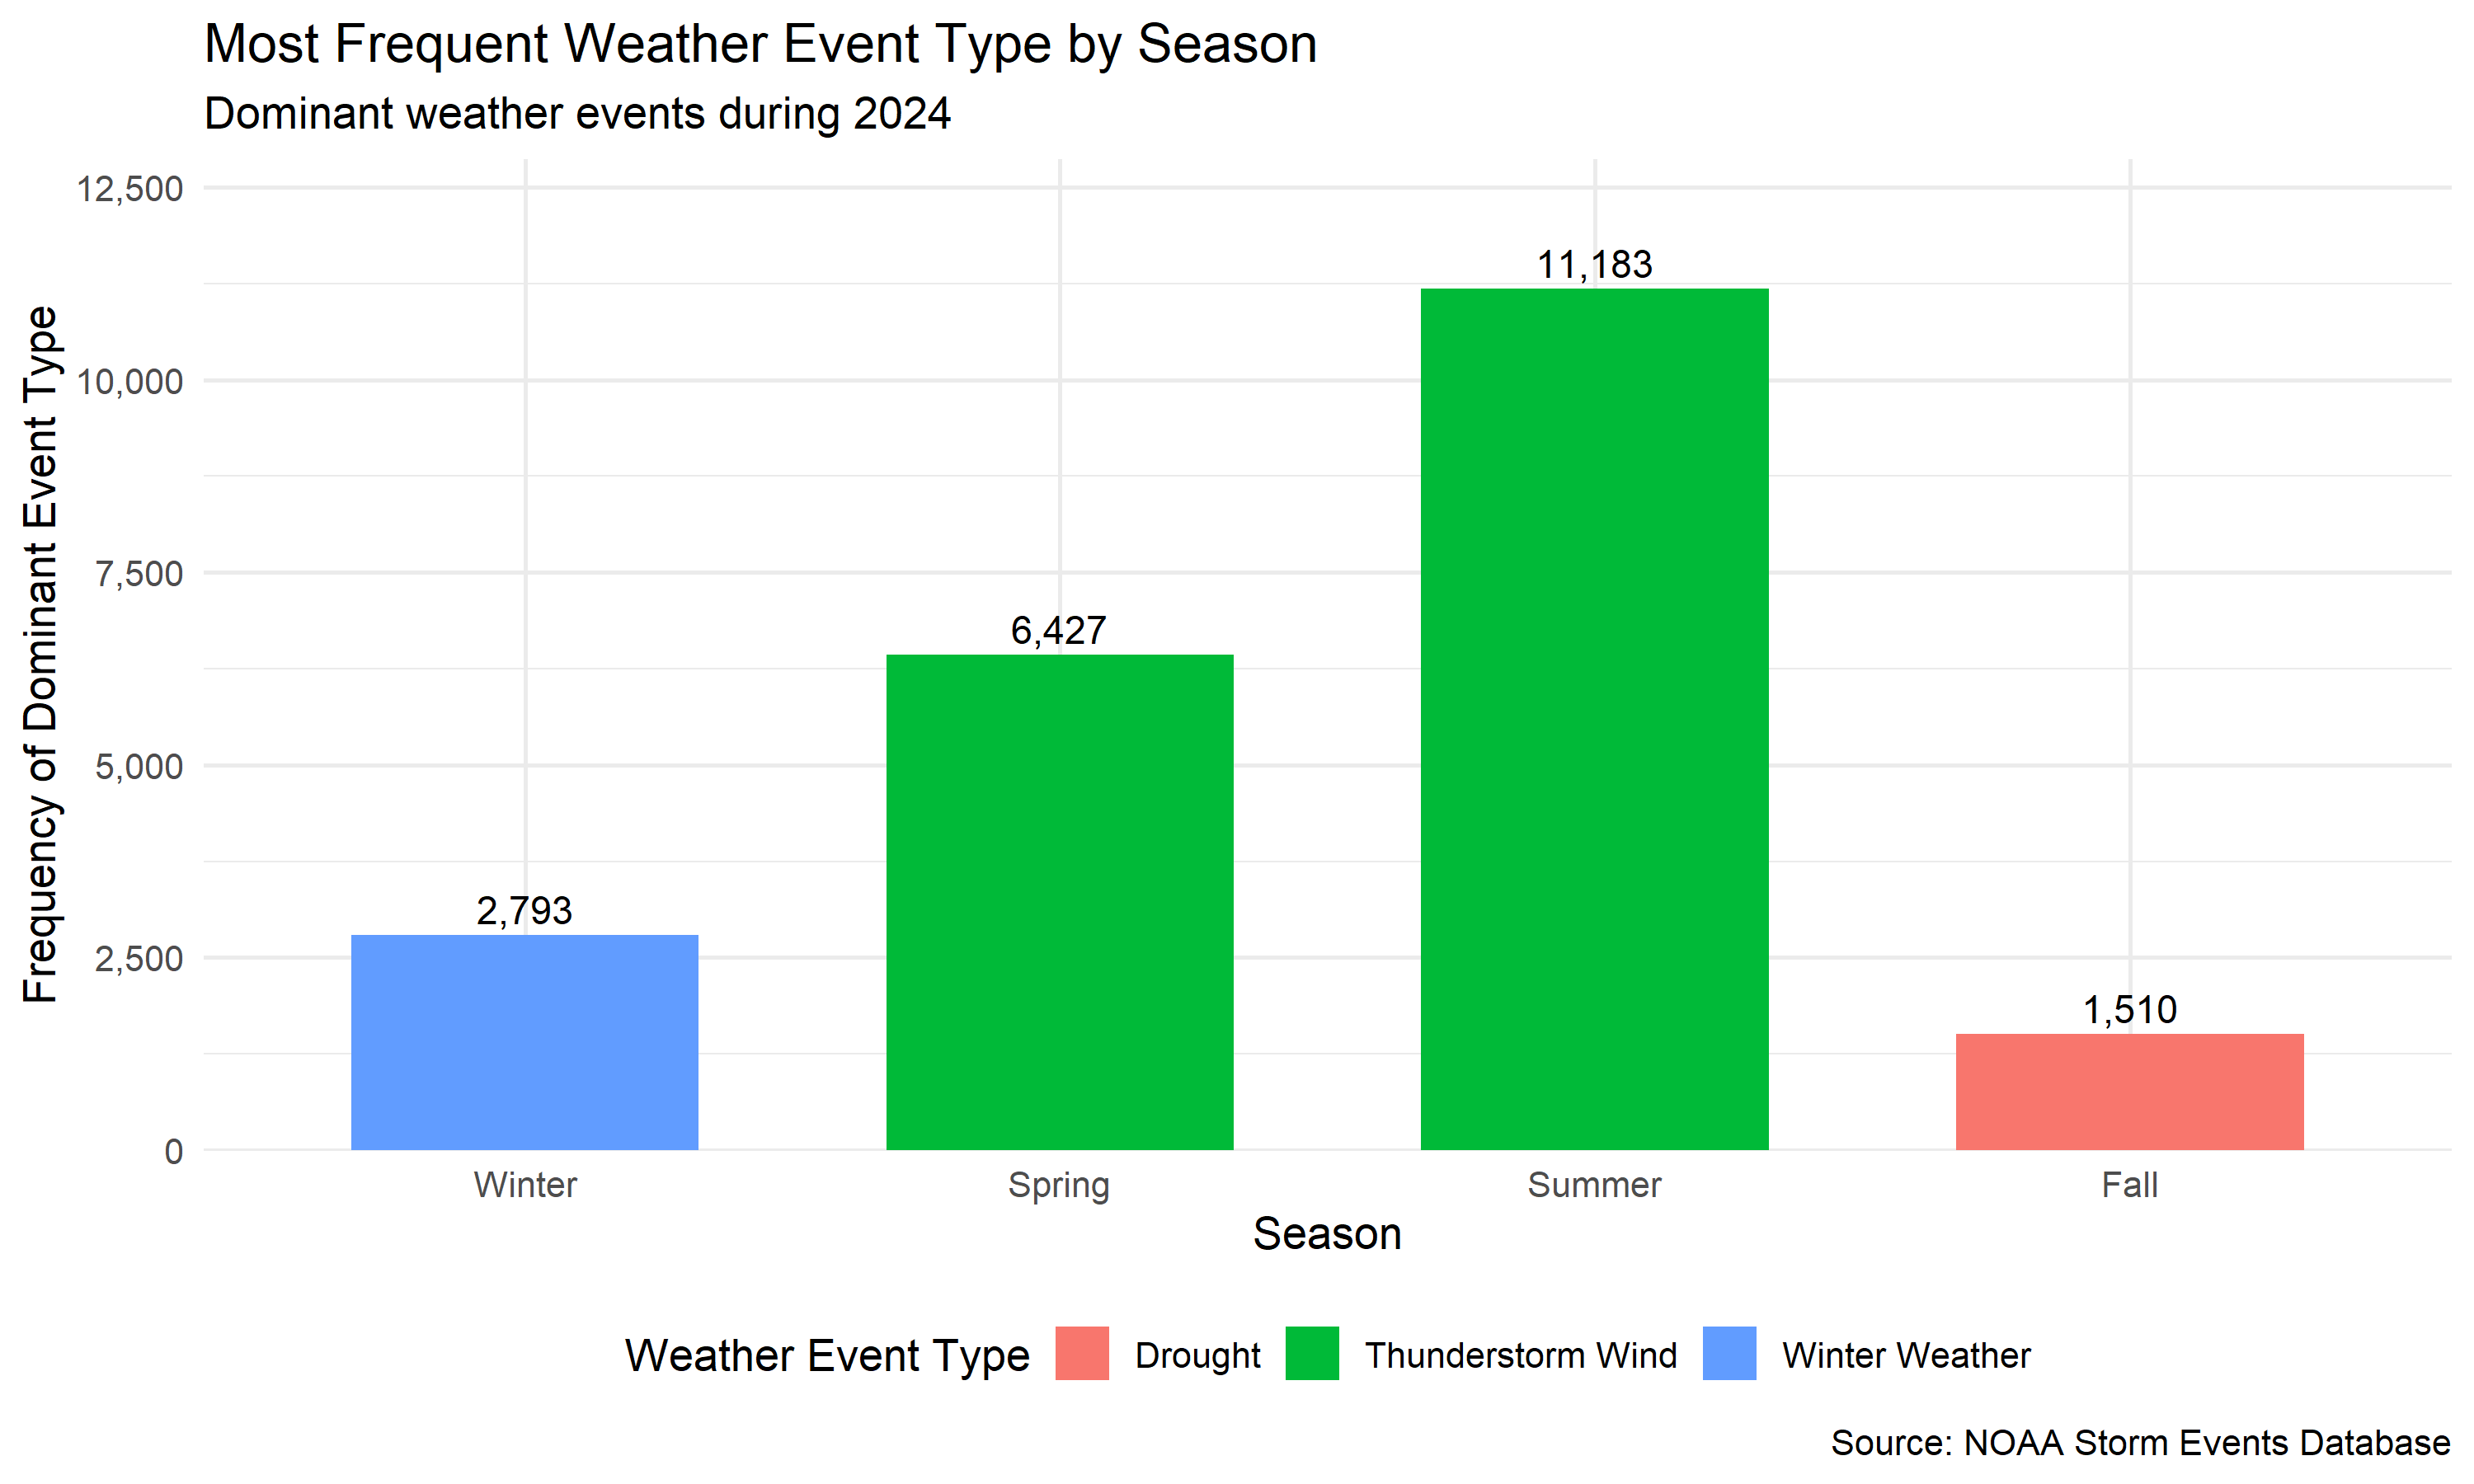 Most Frequent Weather Event Type by Season
Dominant weather events during 2024
Frequency of Dominant Event Type
12,500
10,000
7,500
5,000
2,500
0
2,793
6,427
11,183
1,510
Winter
Spring
Summer
Fall
Season
Weather Event Type
Drought
Thunderstorm Wind
Winter Weather
Source: NOAA Storm Events Database